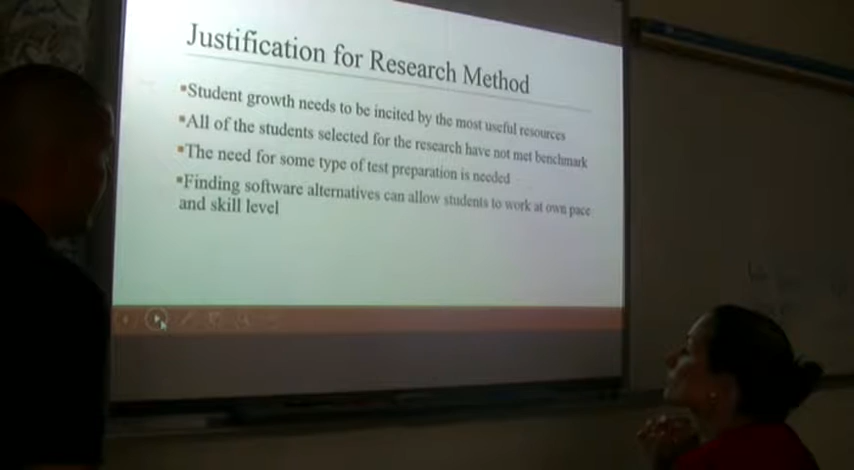 Justification for Research Method
▪Student growth needs to be incited by the most useful resources
▪All of the students selected for the research have not met benchmark
▪The need for some type of test preparation is needed
▪Finding software alternatives can allow students to work at own pace
and skill level